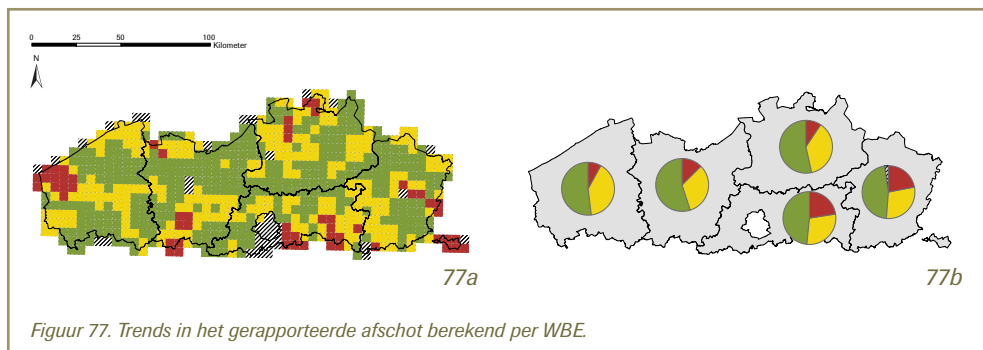 0 25 50 100
Kilometer
N
77a
77b
Figuur 77. Trends in het gerapporteerde afschot berekend per WBE.